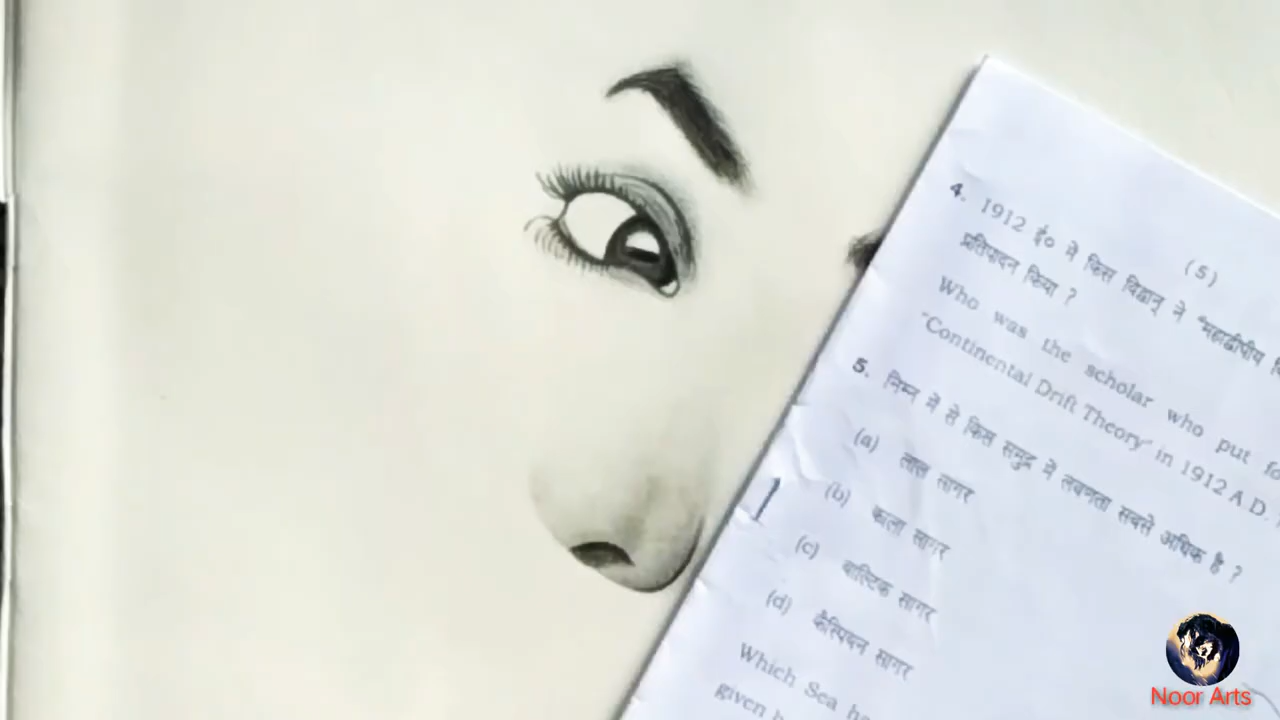 (5)
4. 1912 ई० में किस विद्वान् ने "महाद्वीपीय
प्रतिपादन किया ?
Who was the scholar who put
"Continental Drift Theory" in 1912 A.D.
5. निम्न में से किस समुद्र में लवणता सबसे अधिक है ?
(a) लाल सागर
(b) काला सागर
(c) बाल्टिक सागर
(d) कैस्पियन सागर
Which Sea
given
Noor Arts